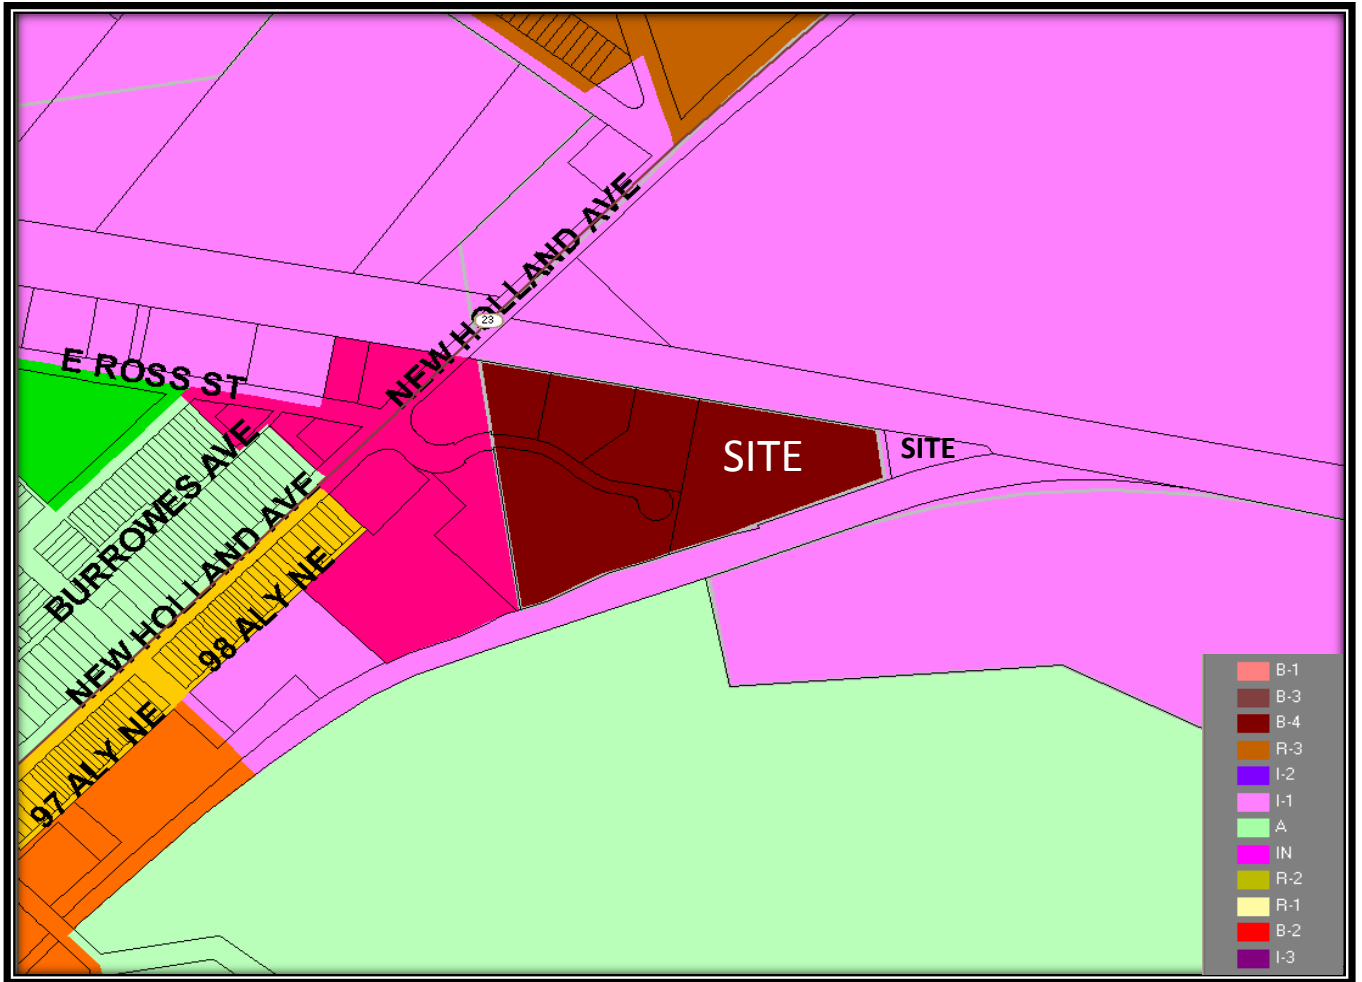 NEW HOLLAND AVE
23
E ROSS ST
SITE
SITE
BURROWES AVE
NEW HOLLAND AVE
98 ALY NE
97 ALY NE
B-1
B-3
B-4
R-3
I-2
I-1
A
IN
R-2
R-1
B-2
I-3